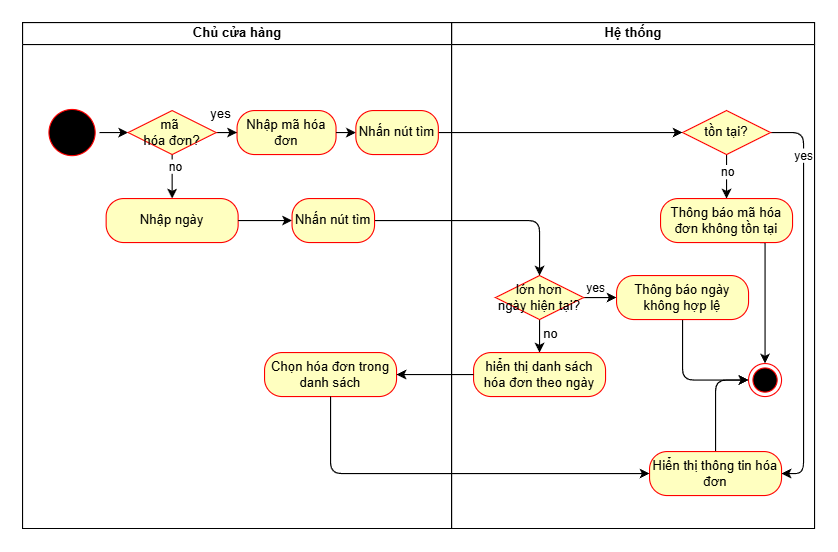 Chủ cửa hàng
Hệ thống
mã
hóa đơn?
yes
Nhập mã hóa
đơn
Nhấn nút tìm
tồn tại?
yes
no
no
Nhập ngày
Nhấn nút tìm
Thông báo mã hóa
đơn không tồn tại
lớn hơn
ngày hiện tại?
yes
Thông báo ngày
không hợp lệ
no
Chọn hóa đơn trong
danh sách
hiển thị danh sách
hóa đơn theo ngày
Hiển thị thông tin hóa
đơn